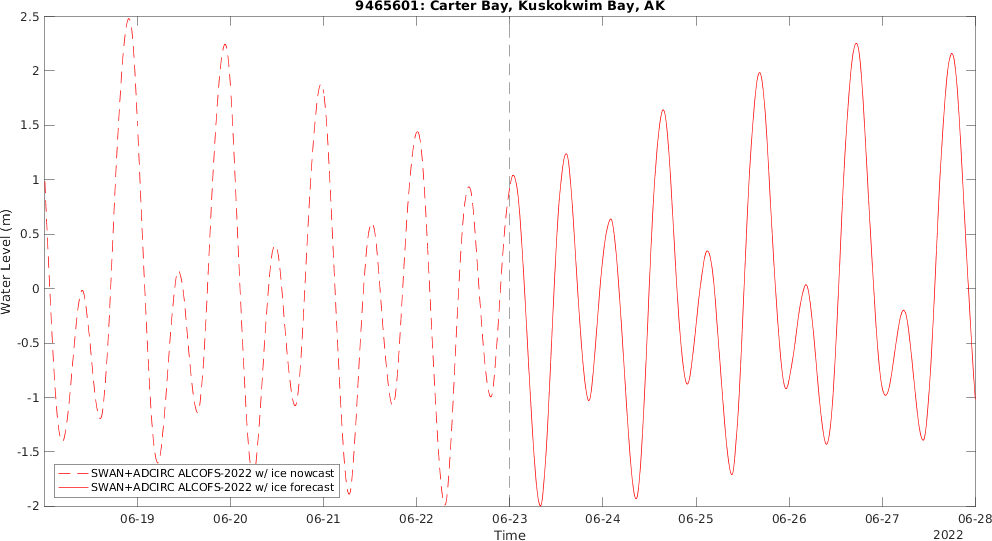 9465601: Carter Bay, Kuskokwim Bay, AK
2.5
2
1.5
1
0.5
0
-0.5
-1
-1.5
-2
Water Level (m)
SWAN+ADCIRC ALCOFS-2022 w/ ice nowcast
SWAN+ADCIRC ALCOFS-2022 w/ ice forecast
06-19 06-20 06-21 06-22 06-23 06-24 06-25 06-26 06-27 06-28
Time
2022